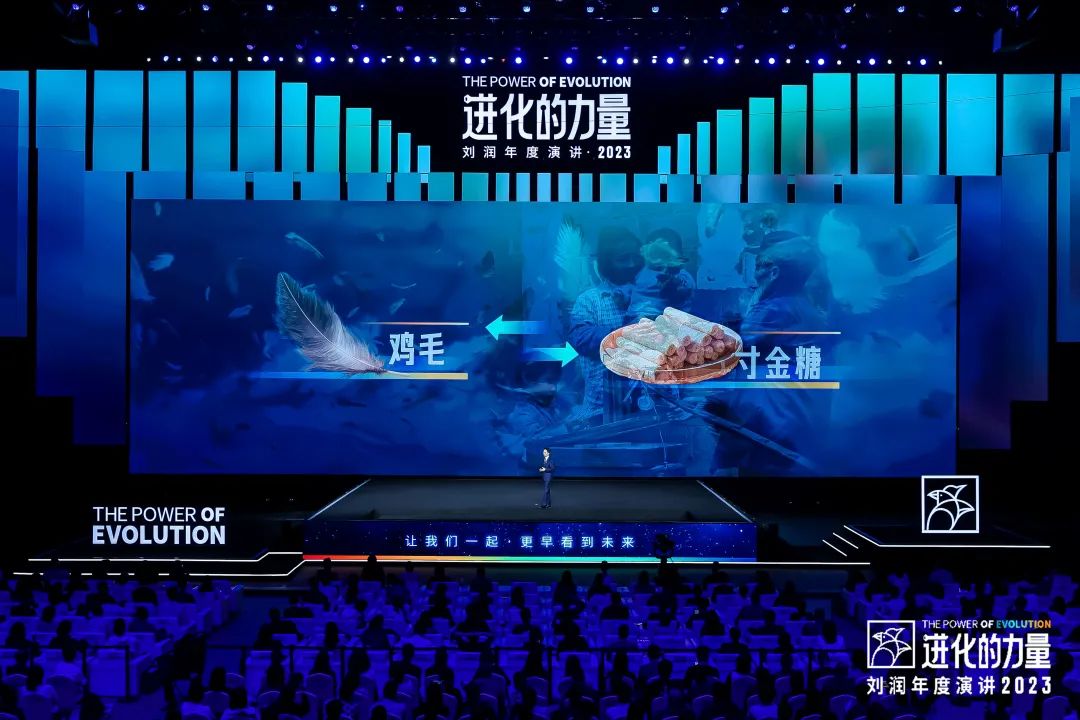 THE POWER OF EVOLUTION
进化的力量
刘润年度演讲·2023
鸡毛
寸金糖
THE POWER OF
EVOLUTION
让我们一起·更早看到未来
THE POWER OF EVOLUTION
进化的力量
刘润年度演讲2023